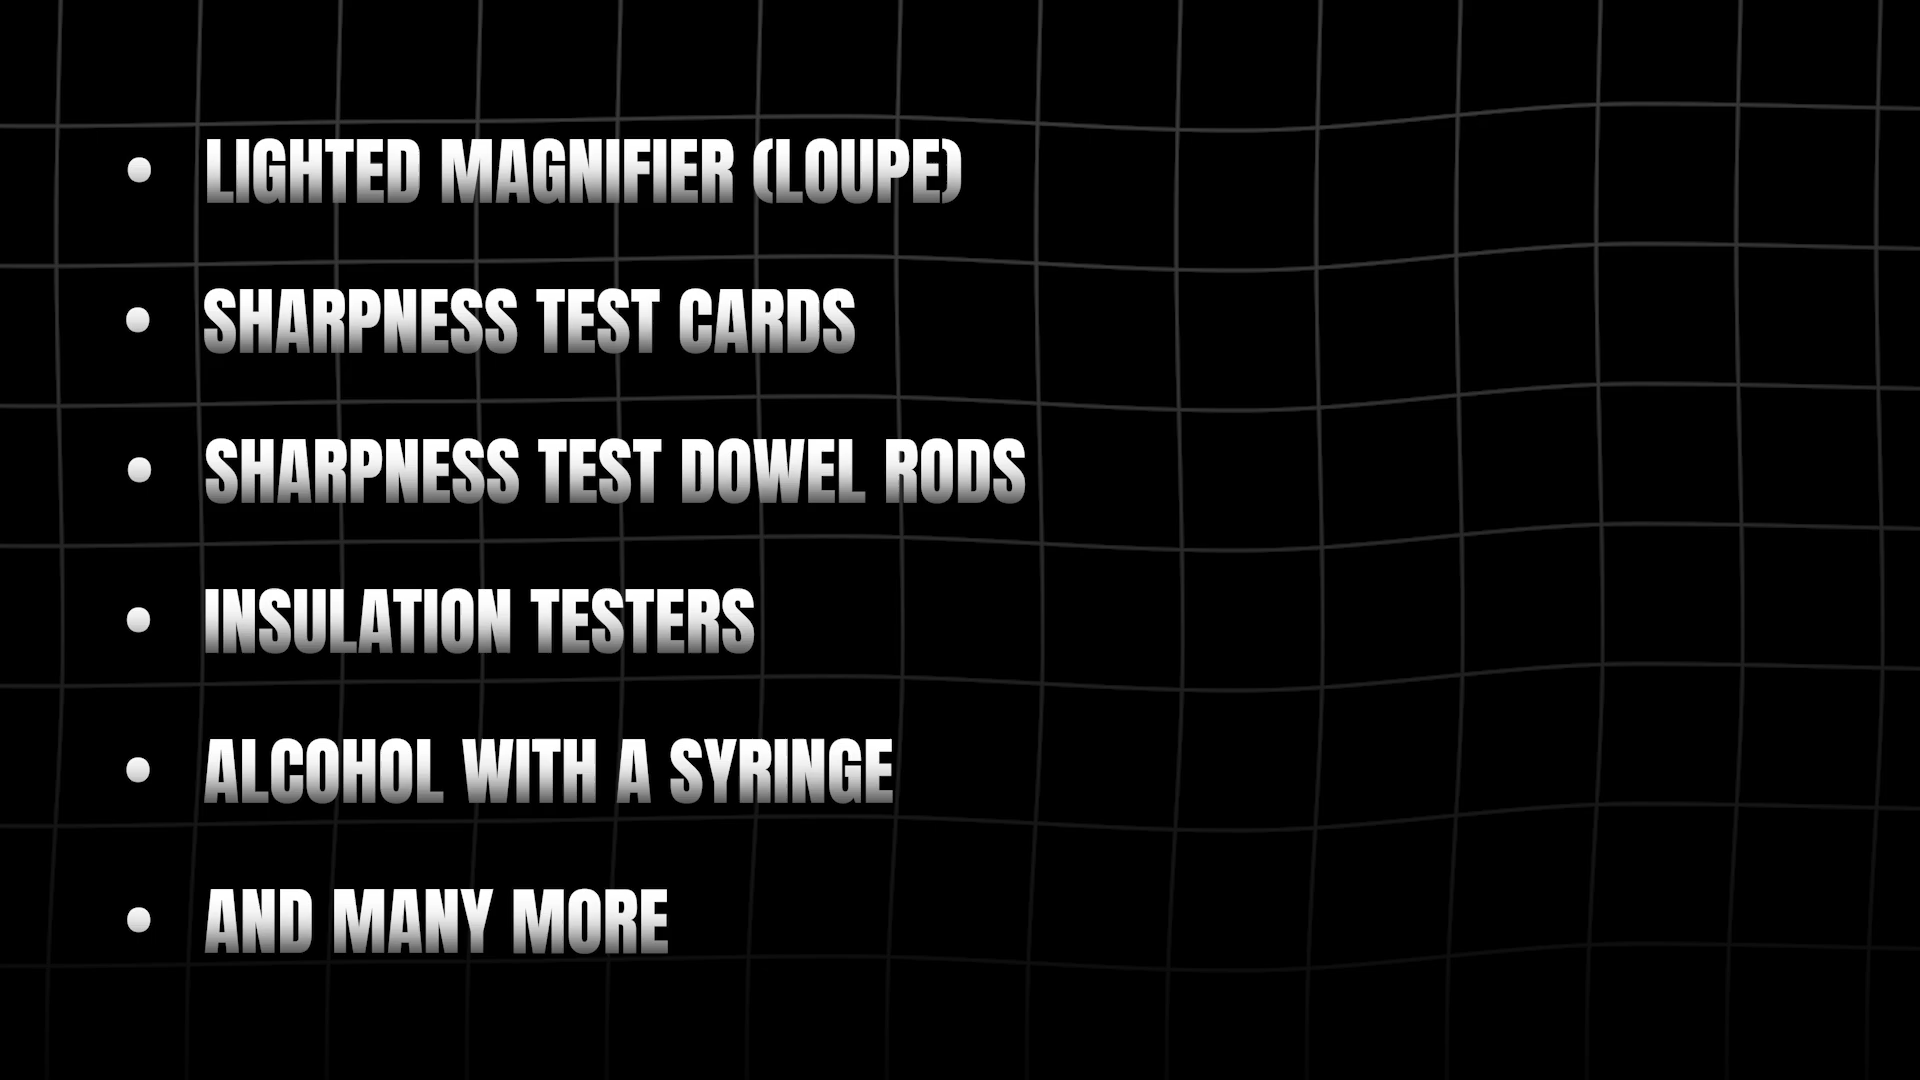 • LIGHTED MAGNIFIER (LOUPE)
• SHARPNESS TEST CARDS
• SHARPNESS TEST DOWEL RODS
• INSULATION TESTERS
• ALCOHOL WITH A SYRINGE
• AND MANY MORE